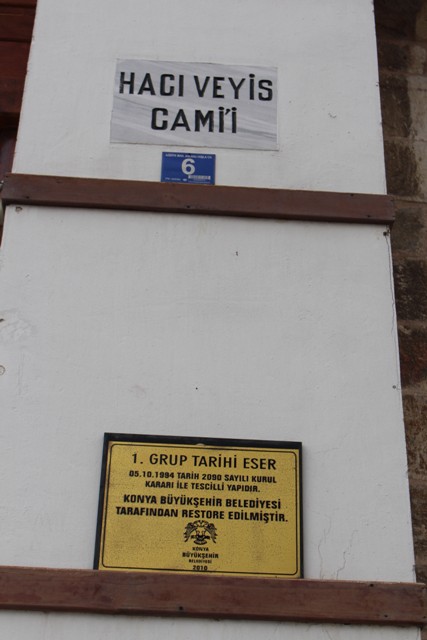 HACI VEYİS
CAMİ'İ
6
1. GRUP TARİHİ ESER
05.10.1994 TARİH 2090 SAYILI KURUL
KARARI İLE TESCİLLİ YAPIDIR.
KONYA BÜYÜKŞEHİR BELEDİYESİ
TARAFINDAN RESTORE EDİLMİŞTİR.
KONYA
BÜYÜKŞEHİR
BELEDİYESİ
2010